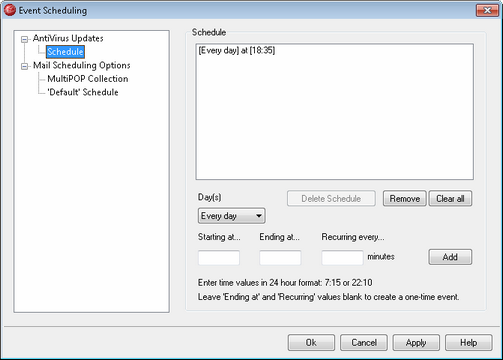 Event Scheduling
AntiVirus Updates
Schedule
Mail Scheduling Options
MultiPOP Collection
'Default' Schedule
Schedule
[Every day] at [18:35]
Day(s)
Delete Schedule
Remove
Clear all
Every day
Starting at...
Ending at...
Recurring every...
minutes
Add
Enter time values in 24 hour format: 7:15 or 22:10
Leave 'Ending at' and 'Recurring' values blank to create a one-time event.
Ok
Cancel
Apply
Help